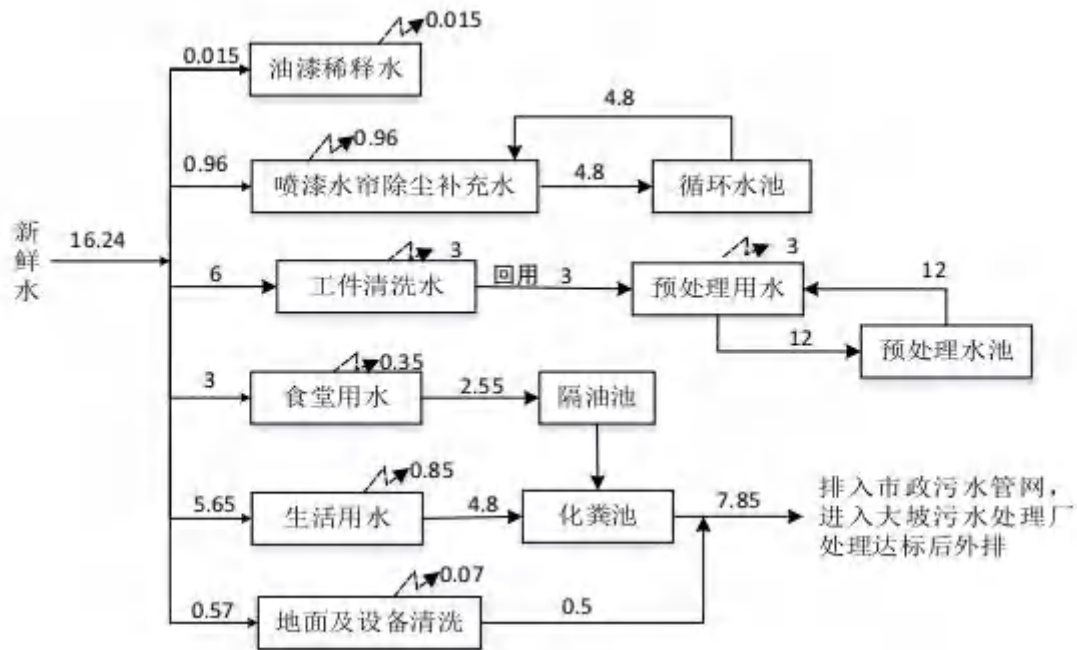 0.015
0.015
油漆稀释水
4.8
0.96
0.96
喷漆水帘除尘补充水
4.8
循环水池
新鲜水
16.24
3
3
12
6
工件清洗水
回用
3
预处理用水
12
预处理水池
0.35
3
食堂用水
2.55
隔油池
0.85
5.65
生活用水
4.8
化粪池
7.85
排入市政污水管网，
进入大坡污水处理厂
处理达标后外排
0.07
0.57
地面及设备清洗
0.5